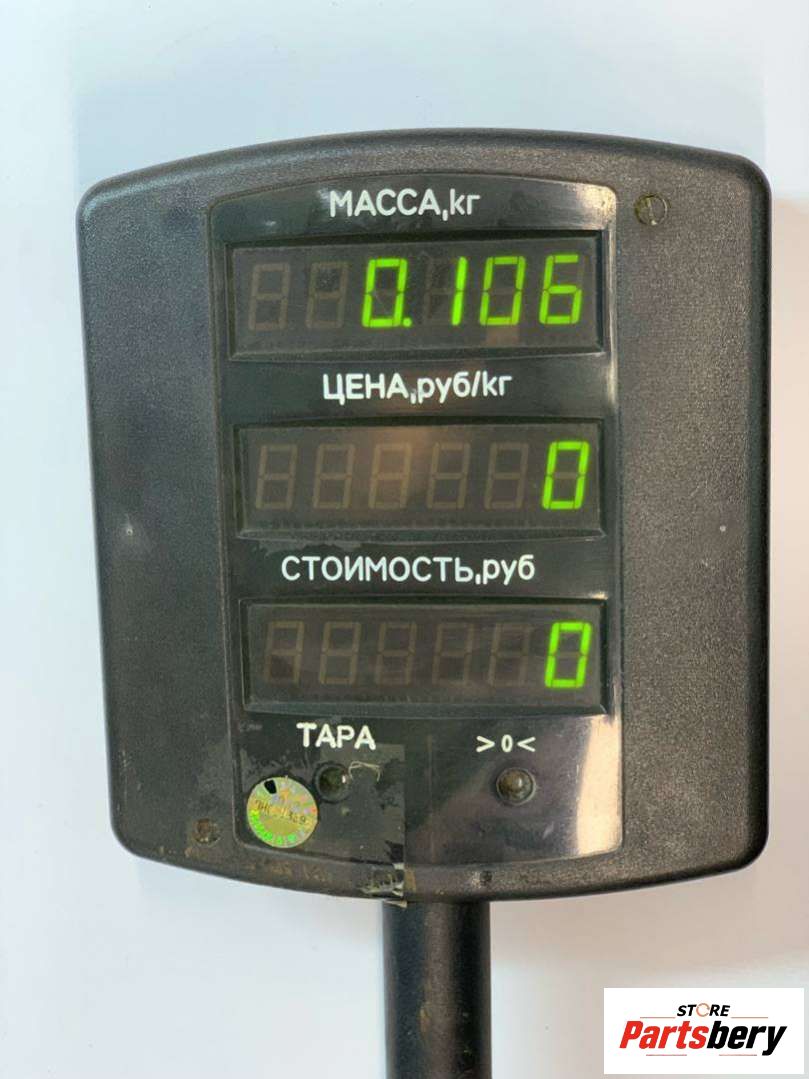 МАССА,кг
0.106
ЦЕНА,руб/кг
0
СТОИМОСТЬ,руб
0
ТАРА >0<
STORE
Partsbery